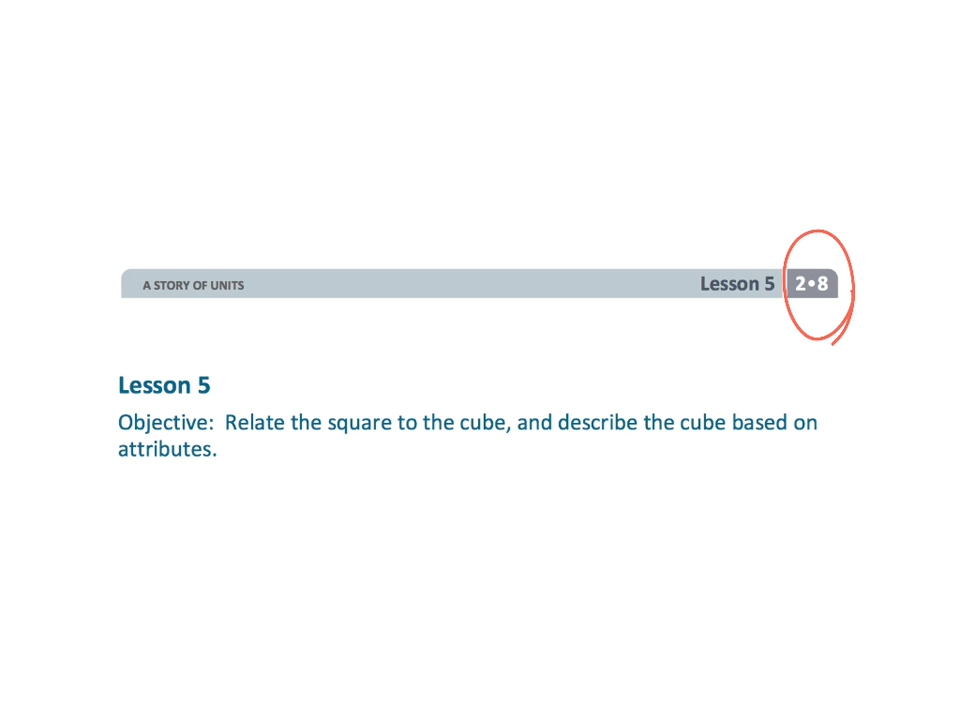 A STORY OF UNITS Lesson 5 2•8
Lesson 5
Objective: Relate the square to the cube, and describe the cube based on
attributes.